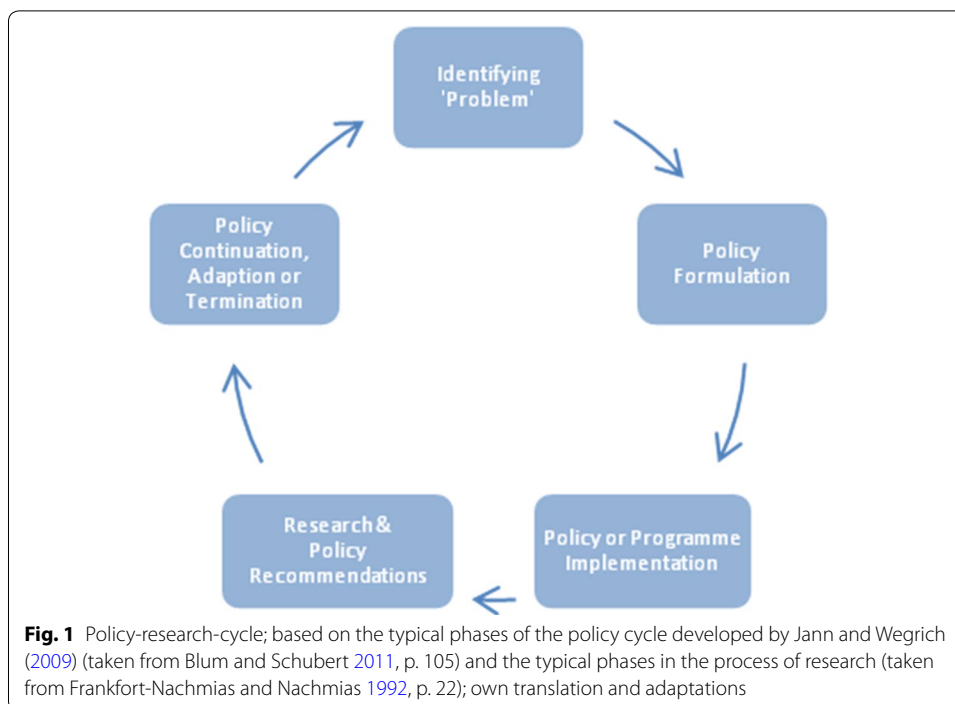 Identifying
'Problem'
Policy
Continuation,
Adaption or
Termination
Policy
Formulation
Research &
Policy
Recommendations
Policy or Programme
Implementation
Fig. 1 Policy-research-cycle; based on the typical phases of the policy cycle developed by Jann and Wegrich
(2009) (taken from Blum and Schubert 2011, p. 105) and the typical phases in the process of research (taken
from Frankfort-Nachmias and Nachmias 1992, p. 22); own translation and adaptations